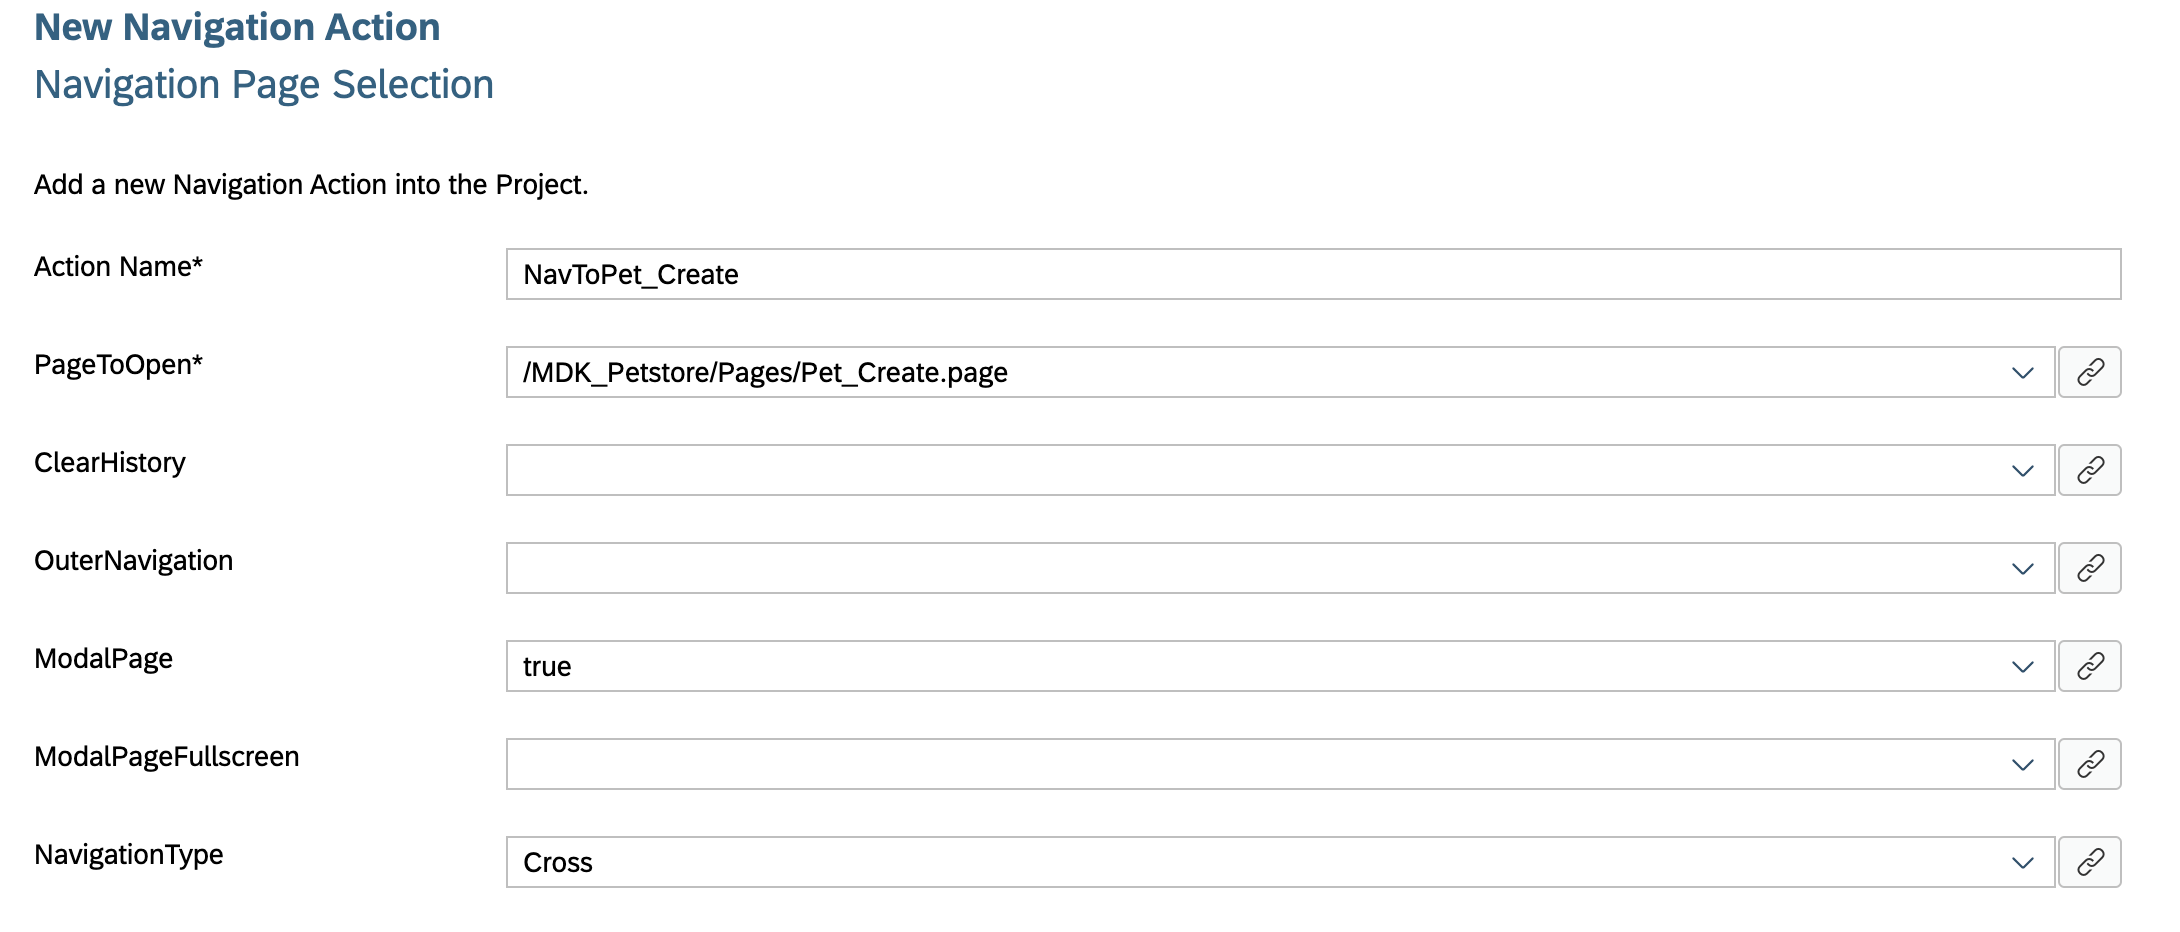 New Navigation Action
Navigation Page Selection
Add a new Navigation Action into the Project.
Action Name*
NavToPet_Create
PageToOpen*
/MDK_Petstore/Pages/Pet_Create.page
ClearHistory
OuterNavigation
ModalPage
true
ModalPageFullscreen
NavigationType
Cross